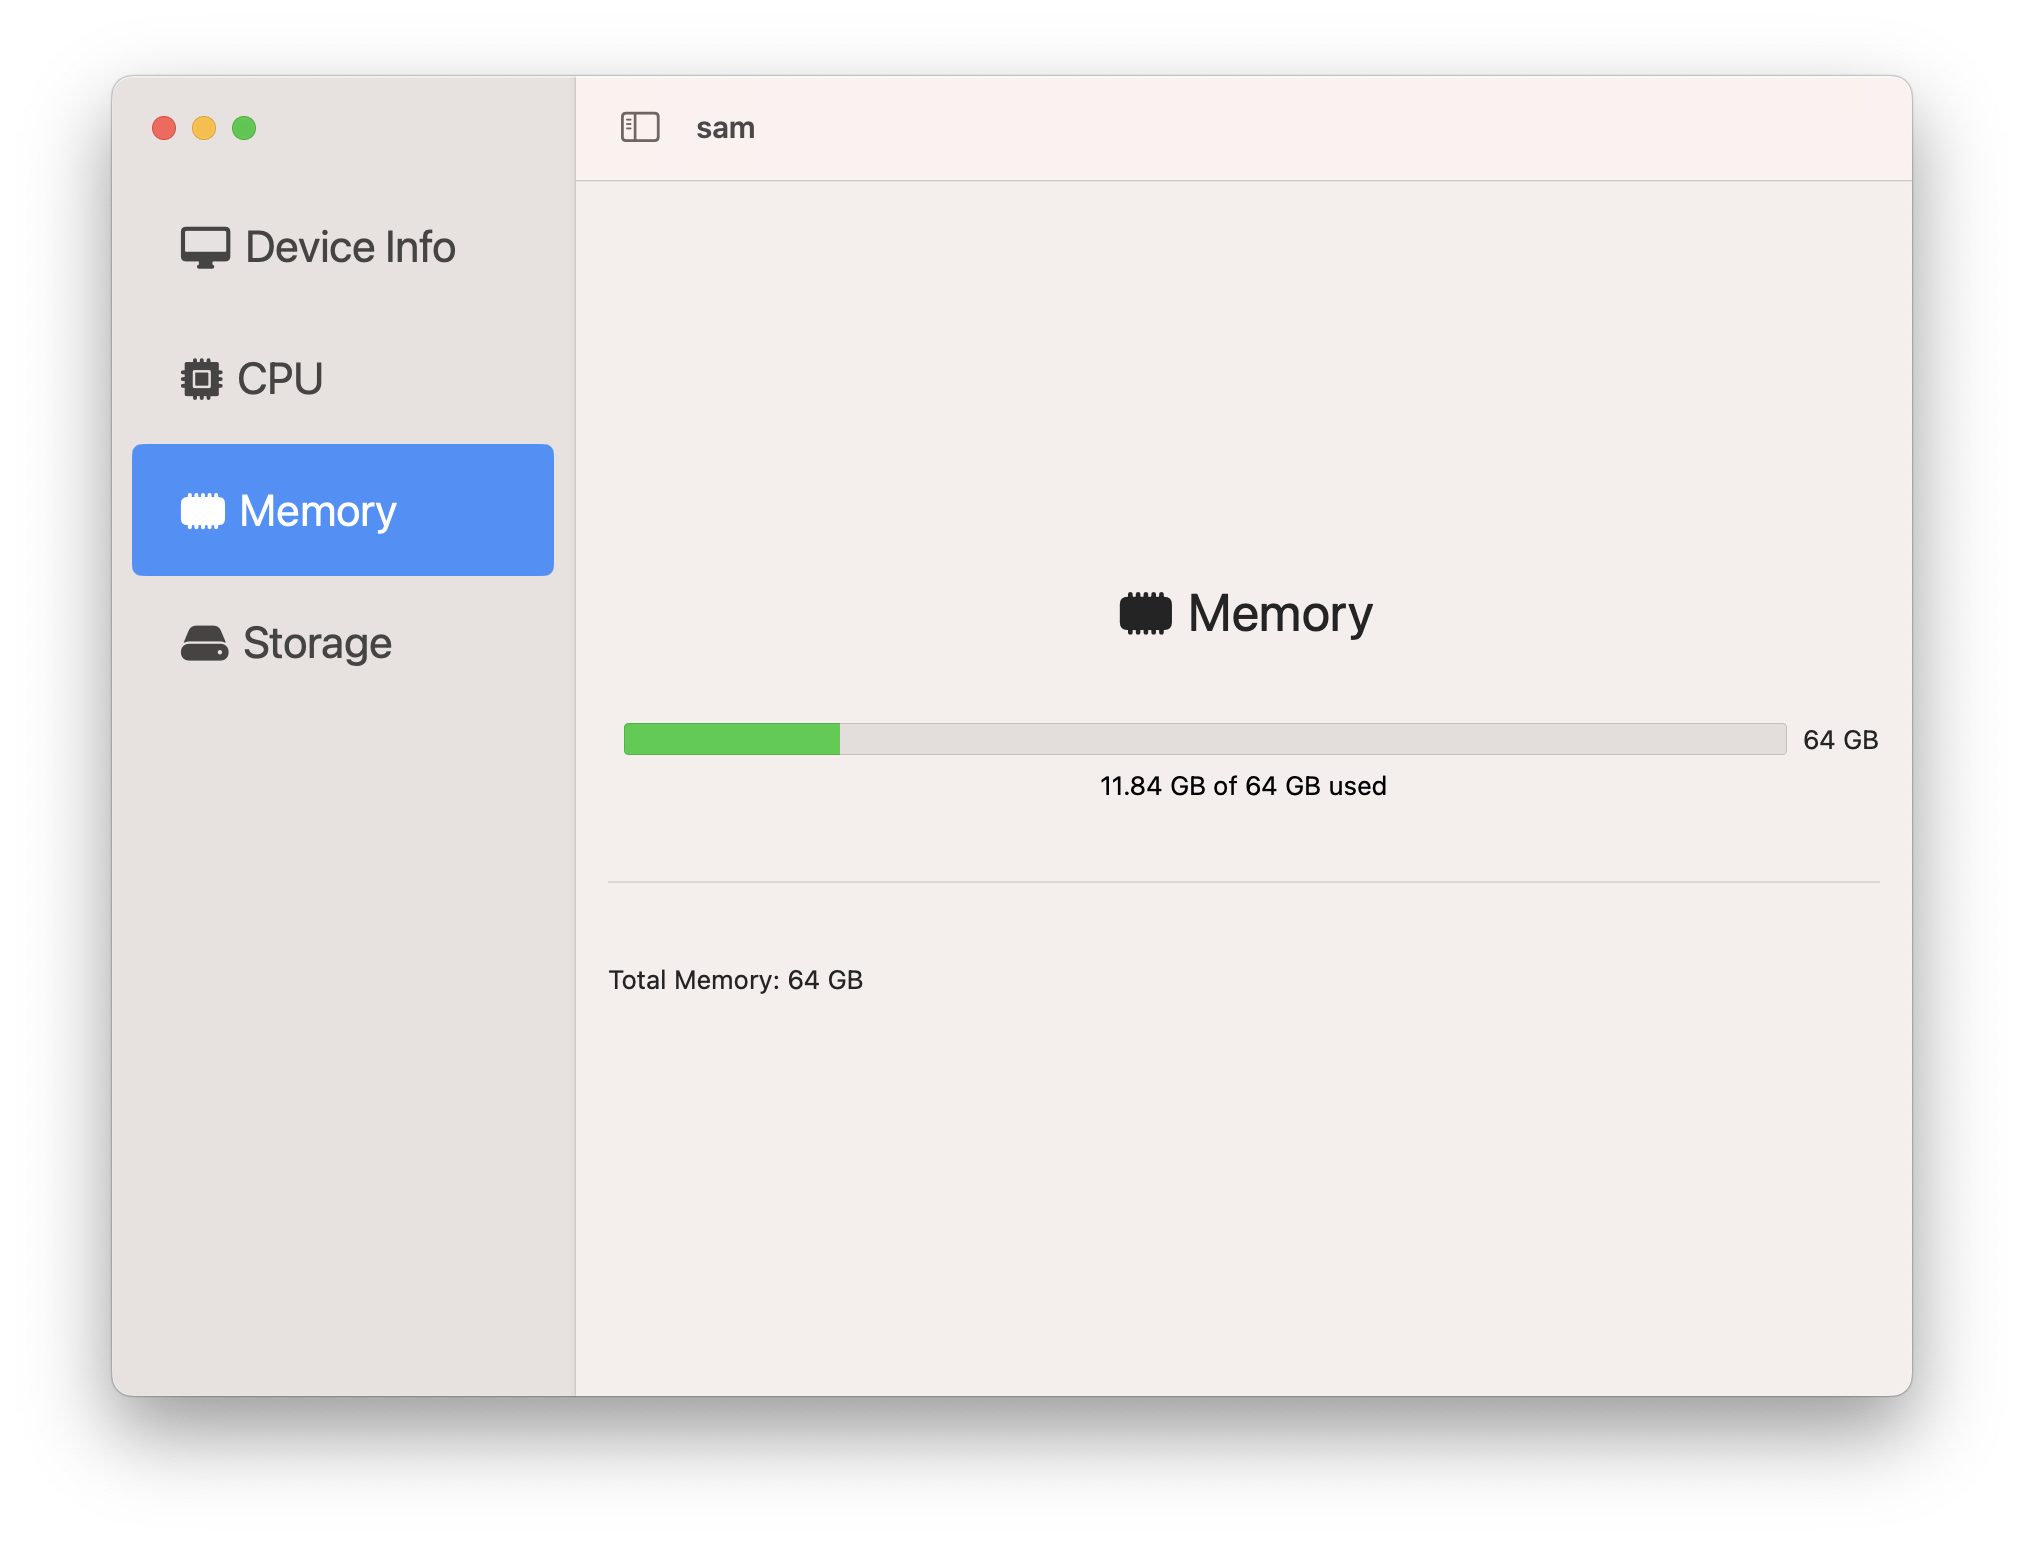 sam
Device Info
CPU
Memory
Storage
Memory
64 GB
11.84 GB of 64 GB used
Total Memory: 64 GB